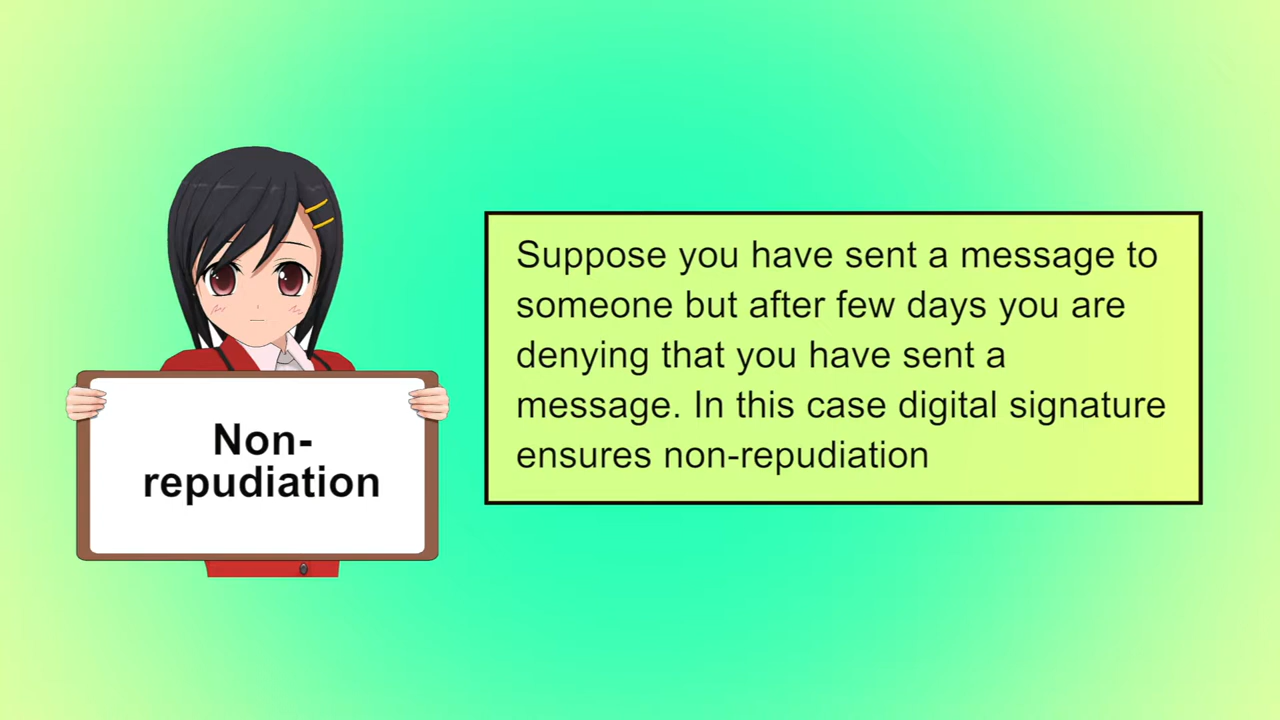 Non-
repudiation
Suppose you have sent a message to
someone but after few days you are
denying that you have sent a
message. In this case digital signature
ensures non-repudiation